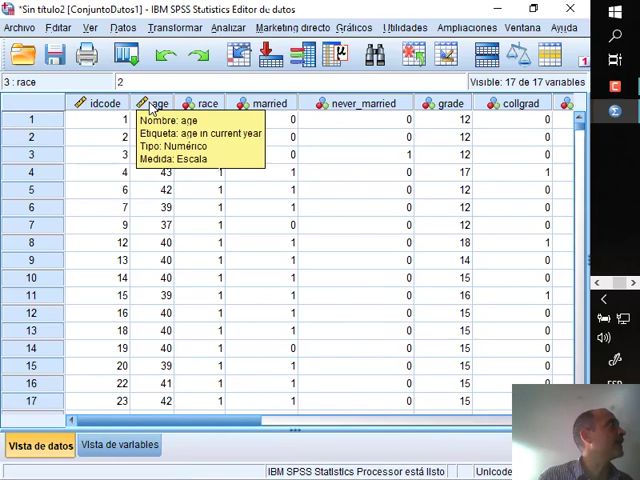 *Sin título2 [ConjuntoDatos1] - IBM SPSS Statistics Editor de datos
Archivo Editar Ver Datos Transformar Analizar Marketing directo Gráficos Utilidades Ampliaciones Ventana Ay
3 : race 2 Visible: 17 de 17 variables
idcode age race married never_married grade collgrad
1 1 0 0 12 0
2 2 0 0 12 0
3 3 0 1 12 0
4 4 43 1 1 0 17 1
5 6 42 1 1 0 12 0
6 7 39 1 1 0 12 0
7 9 37 1 0 0 12 0
8 12 40 1 1 0 18 1
9 13 40 1 1 0 14 0
10 14 40 1 1 0 15 0
11 15 39 1 1 0 16 1
12 16 40 1 1 0 15 0
13 18 40 1 1 0 15 0
14 19 40 1 0 0 15 0
15 20 39 1 1 0 15 0
16 22 41 1 1 0 15
17 23 42 1 1 0 15
Nombre: age
Etiqueta: age in current year
Tipo: Numérico
Medida: Escala
Vista de datos Vista de variables
IBM SPSS Statistics Processor está listo Unicode
ESP